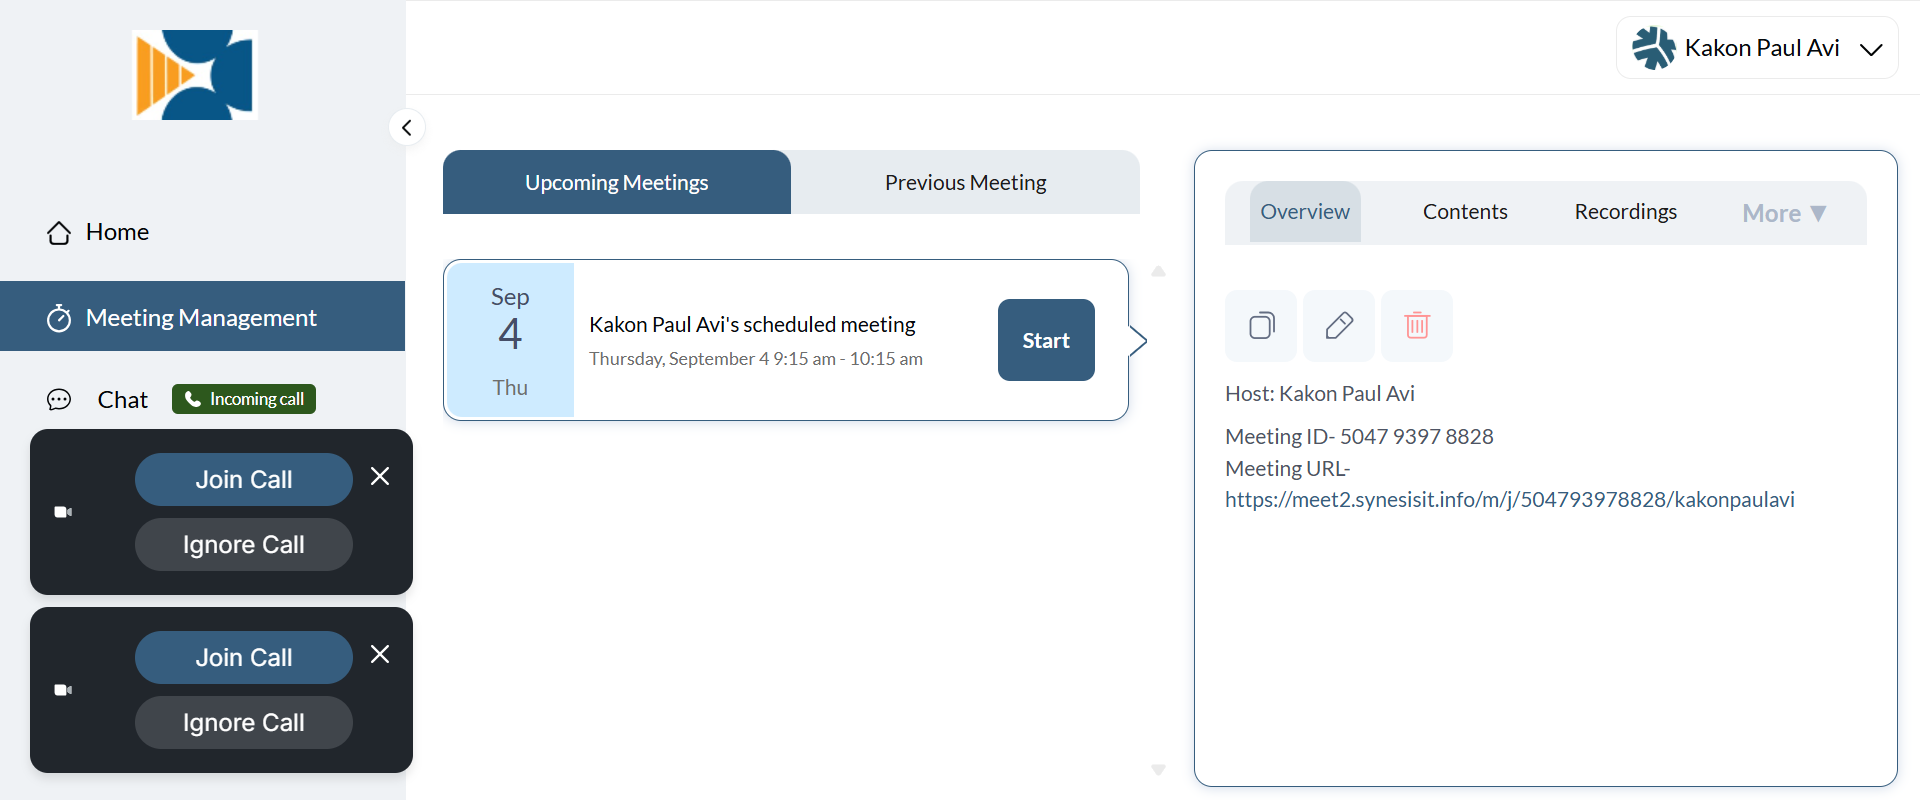 Kakon Paul Avi
Home
Meeting Management
Chat
Incoming call
Join Call
Ignore Call
Join Call
Ignore Call
Upcoming Meetings
Previous Meeting
Sep
4
Thu
Kakon Paul Avi's scheduled meeting
Thursday, September 4 9:15 am - 10:15 am
Start
Overview
Contents
Recordings
More ▼
Host: Kakon Paul Avi
Meeting ID- 5047 9397 8828
Meeting URL-
https://meet2.synesisit.info/m/j/504793978828/kakonpaulavi